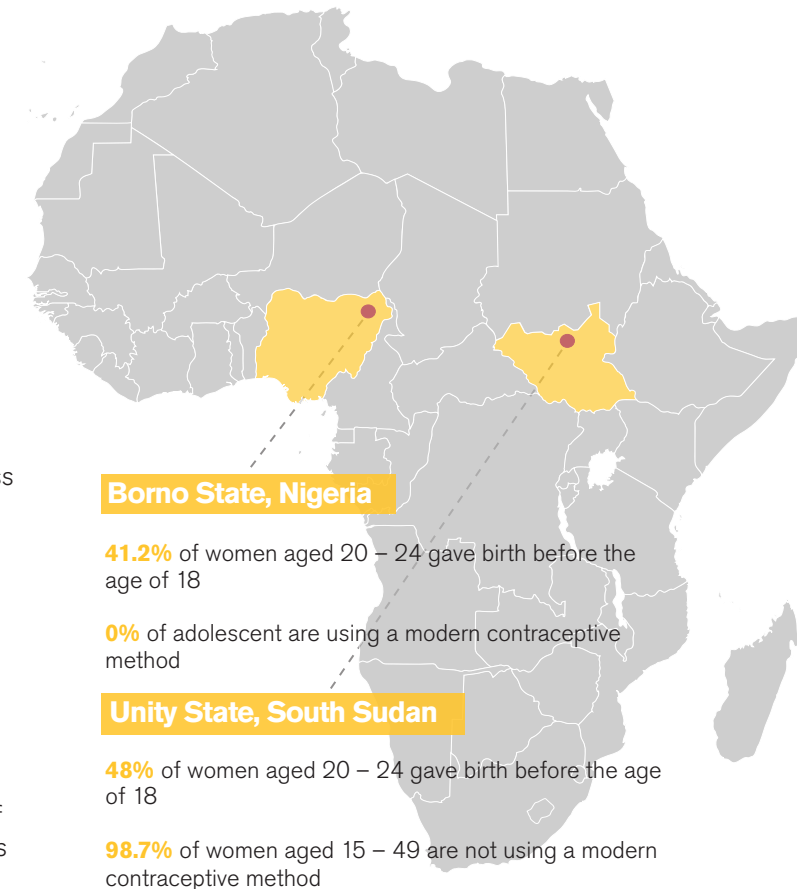 Borno State, Nigeria
41.2% of women aged 20 – 24 gave birth before the
age of 18
0% of adolescent are using a modern contraceptive
method
Unity State, South Sudan
48% of women aged 20 – 24 gave birth before the age
of 18
98.7% of women aged 15 – 49 are not using a modern
contraceptive method